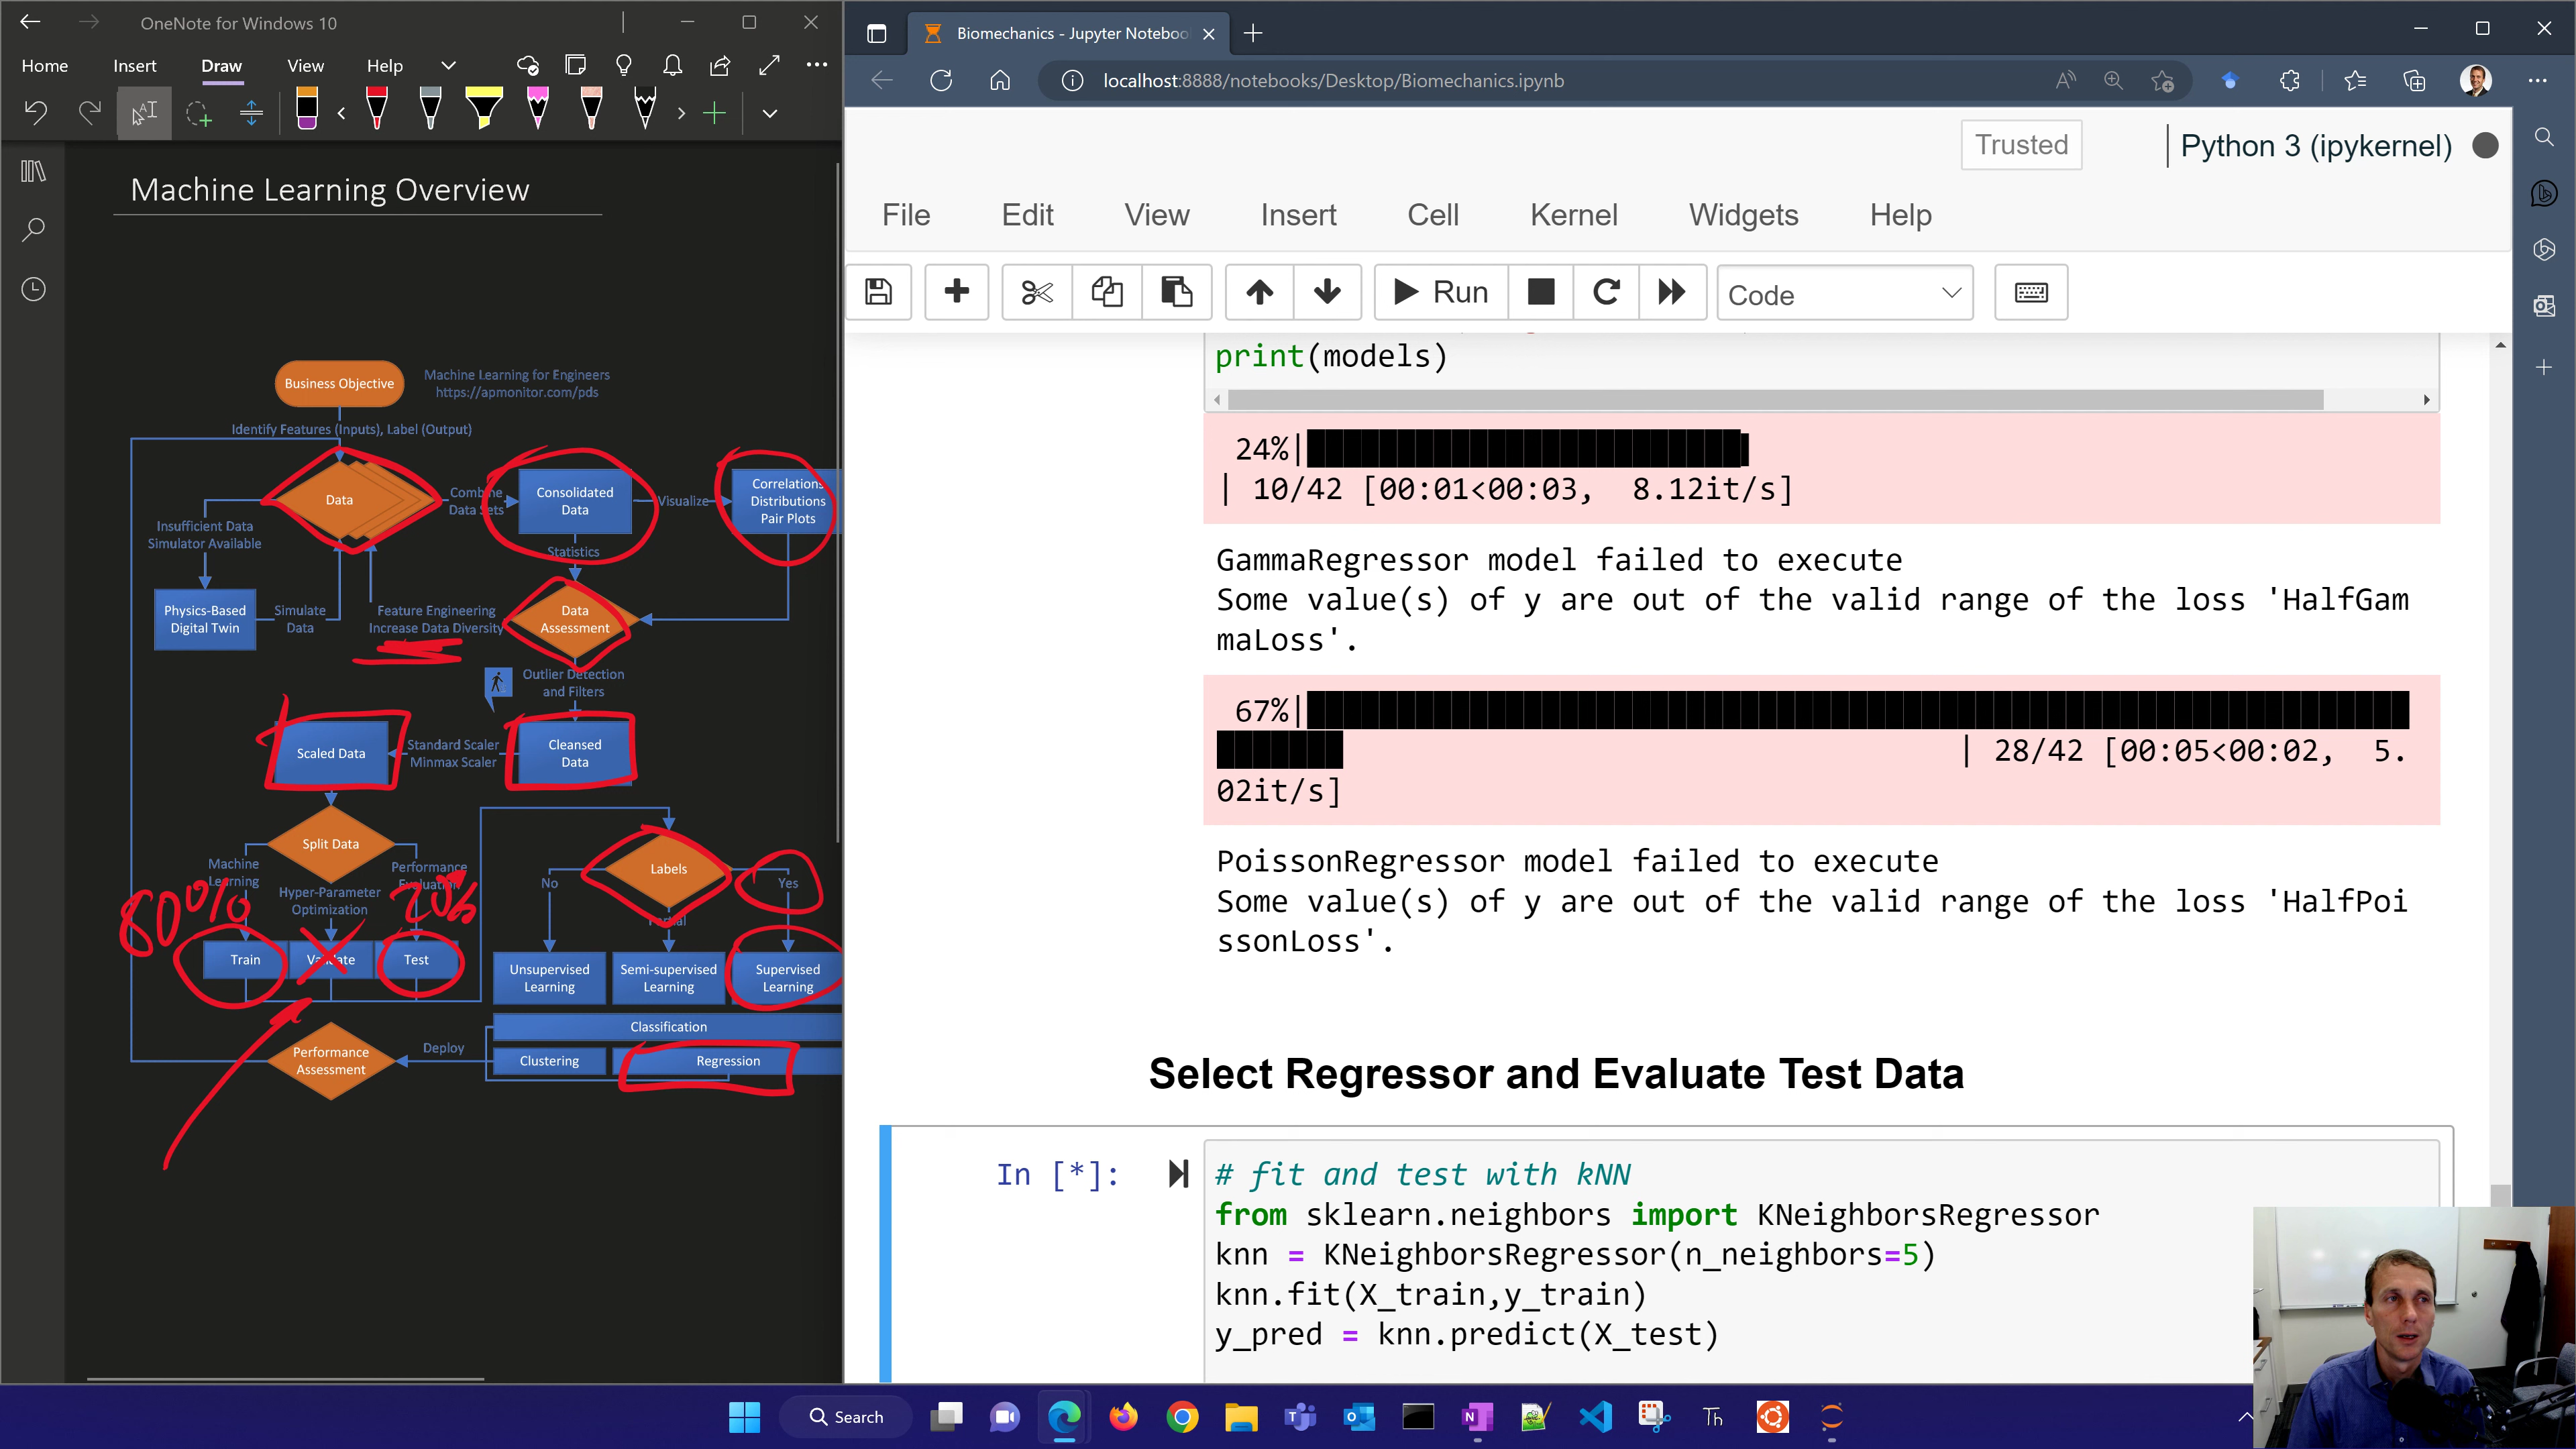 OneNote for Windows 10
Home Insert Draw View Help
Machine Learning Overview
Business Objective
Machine Learning for Engineers
https://apmonitor.com/pds
Identify Features (Inputs), Label (Output)
Data
Combine
Data Sets
Consolidated
Data
Visualize
Correlations
Distributions
Pair Plots
Insufficient Data
Simulator Available
Statistics
Physics-Based
Digital Twin
Simulate
Data
Feature Engineering
Increase Data Diversity
Data
Assessment
Outlier Detection
and Filters
Scaled Data
Standard Scaler
Minmax Scaler
Cleansed
Data
Split Data
Machine
Learning
Performance
Evaluation
Hyper-Parameter
Optimization
80%
20%
Train
Validate
Test
Labels
No
Yes
Partial
Unsupervised
Learning
Semi-supervised
Learning
Supervised
Learning
Classification
Clustering
Regression
Deploy
Performance
Assessment
Biomechanics - Jupyter Noteboo
localhost:8888/notebooks/Desktop/Biomechanics.ipynb
Trusted
Python 3 (ipykernel)
File Edit View Insert Cell Kernel Widgets Help
Run
Code
print(models)
24%|
| 10/42 [00:01<00:03, 8.12it/s]
GammaRegressor model failed to execute
Some value(s) of y are out of the valid range of the loss 'HalfGam
maLoss'.
67%|
| 28/42 [00:05<00:02, 5.
02it/s]
PoissonRegressor model failed to execute
Some value(s) of y are out of the valid range of the loss 'HalfPoi
ssonLoss'.
Select Regressor and Evaluate Test Data
In [*]:
# fit and test with kNN
from sklearn.neighbors import KNeighborsRegressor
knn = KNeighborsRegressor(n_neighbors=5)
knn.fit(X_train,y_train)
y_pred = knn.predict(X_test)
Search
Th